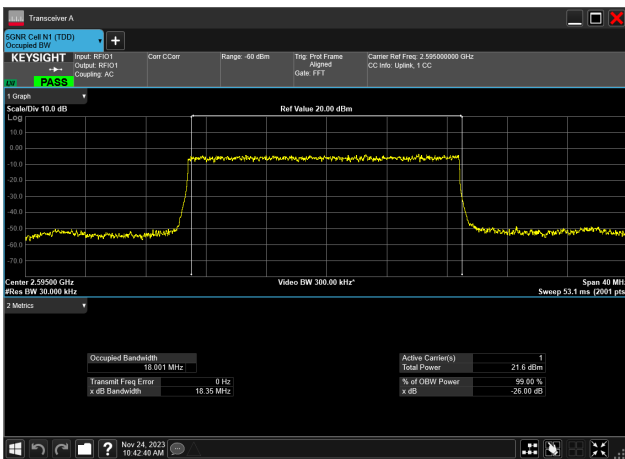 Transceiver A
5GNR Cell N1 (TDD)
Occupied BW
KEYSIGHT
Input: RFIO1
Output: RFIO1
Coupling: AC
Corr CCorr
Range: -60 dBm
Trig: Prot Frame
Aligned
Gate: FFT
Carrier Ref Freq: 2.595000000 GHz
CC Info: Uplink, 1 CC
PASS
1 Graph
Scale/Div 10.0 dB
Ref Value 20.00 dBm
Log
10.0
0.00
-10.0
-20.0
-30.0
-40.0
-50.0
-60.0
-70.0
Center 2.59500 GHz
Video BW 300.00 kHz*
Span 40 MHz
#Res BW 30.000 kHz
Sweep 53.1 ms (2001 pts
2 Metrics
Occupied Bandwidth
18.001 MHz
Active Carrier(s) 1
Total Power 21.6 dBm
Transmit Freq Error 0 Hz
x dB Bandwidth 18.35 MHz
% of OBW Power 99.00 %
x dB -26.00 dB
Nov 24, 2023
10:42:40 AM